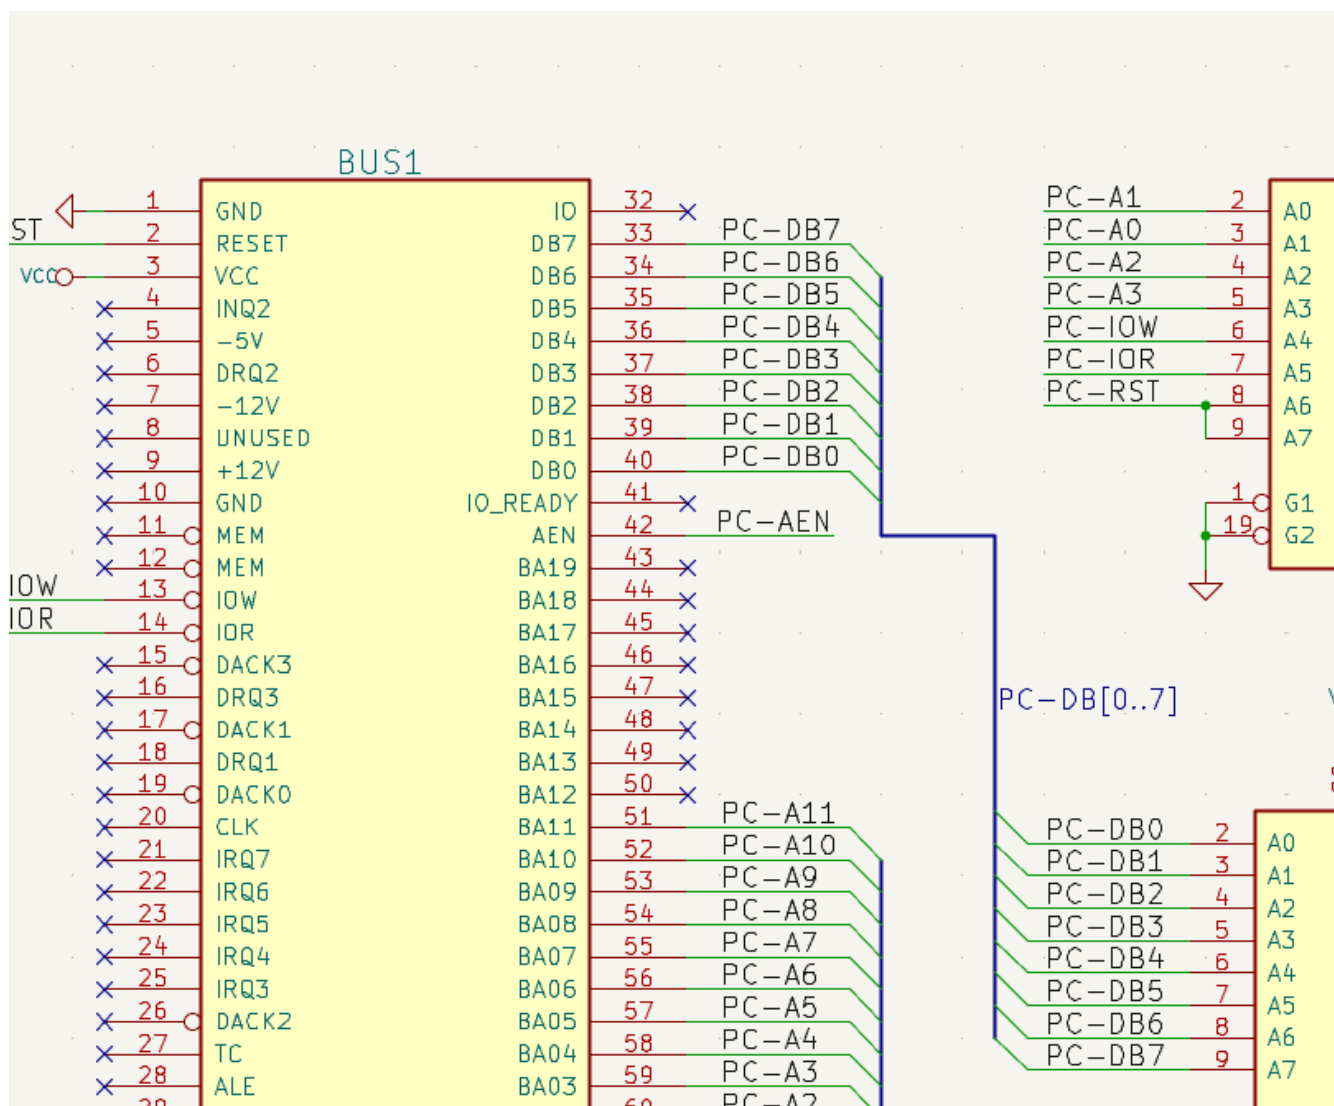 BUS1
1 GND IO 32
ST 2 RESET DB7 33 PC-DB7
VCC 3 VCC DB6 34 PC-DB6
4 INQ2 DB5 35 PC-DB5
5 -5V DB4 36 PC-DB4
6 DRQ2 DB3 37 PC-DB3
7 -12V DB2 38 PC-DB2
8 UNUSED DB1 39 PC-DB1
9 +12V DB0 40 PC-DB0
10 GND IO_READY 41
11 MEM AEN 42 PC-AEN
12 MEM BA19 43
IOW 13 IOW BA18 44
IOR 14 IOR BA17 45
15 DACK3 BA16 46
16 DRQ3 BA15 47
17 DACK1 BA14 48
18 DRQ1 BA13 49
19 DACK0 BA12 50
20 CLK BA11 51 PC-A11
21 IRQ7 BA10 52 PC-A10
22 IRQ6 BA09 53 PC-A9
23 IRQ5 BA08 54 PC-A8
24 IRQ4 BA07 55 PC-A7
25 IRQ3 BA06 56 PC-A6
26 DACK2 BA05 57 PC-A5
27 TC BA04 58 PC-A4
28 ALE BA03 59 PC-A3
PC-A2
PC-A1 2 A0
PC-A0 3 A1
PC-A2 4 A2
PC-A3 5 A3
PC-IOW 6 A4
PC-IOR 7 A5
PC-RST 8 A6
9 A7
1 G1
19 G2
PC-DB[0..7]
PC-DB0 2 A0
PC-DB1 3 A1
PC-DB2 4 A2
PC-DB3 5 A3
PC-DB4 6 A4
PC-DB5 7 A5
PC-DB6 8 A6
PC-DB7 9 A7